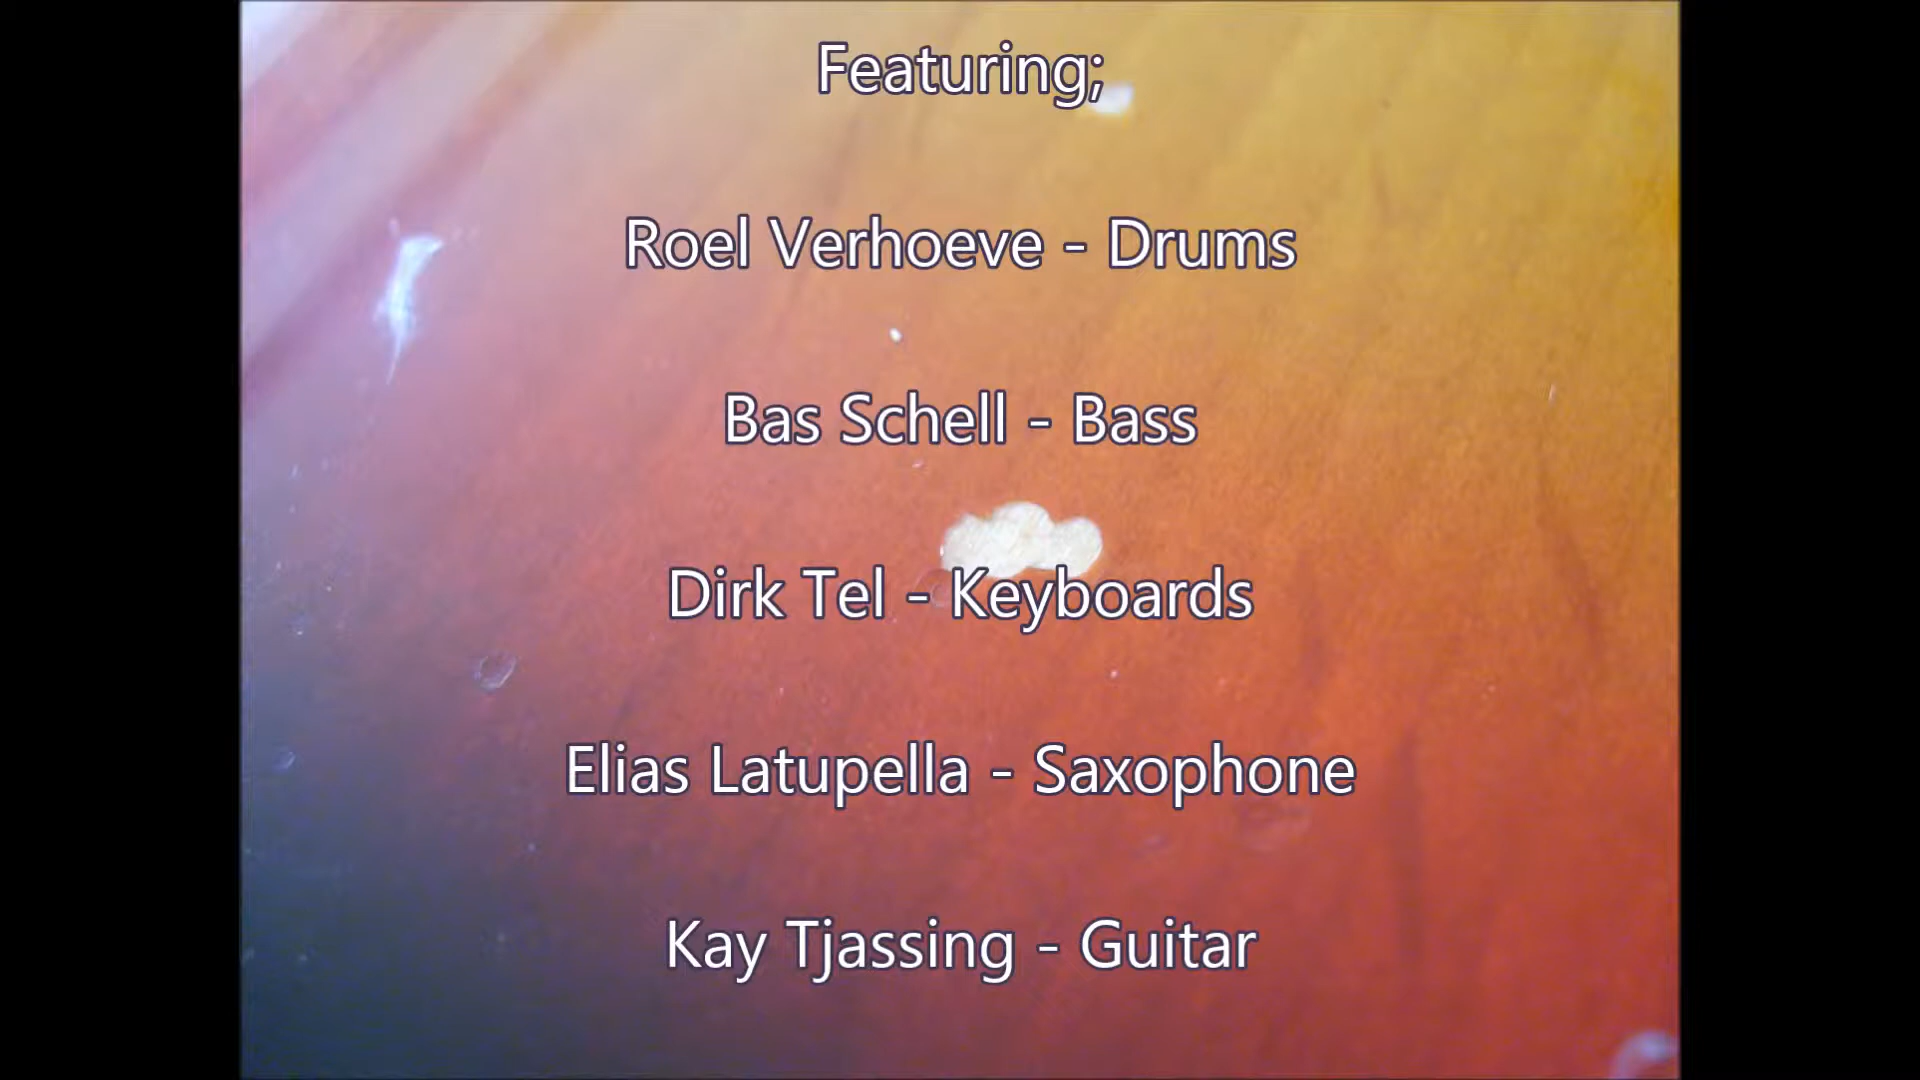 Featuring;
Roel Verhoeve - Drums
Bas Schell - Bass
Dirk Tel - Keyboards
Elias Latupella - Saxophone
Kay Tjassing - Guitar